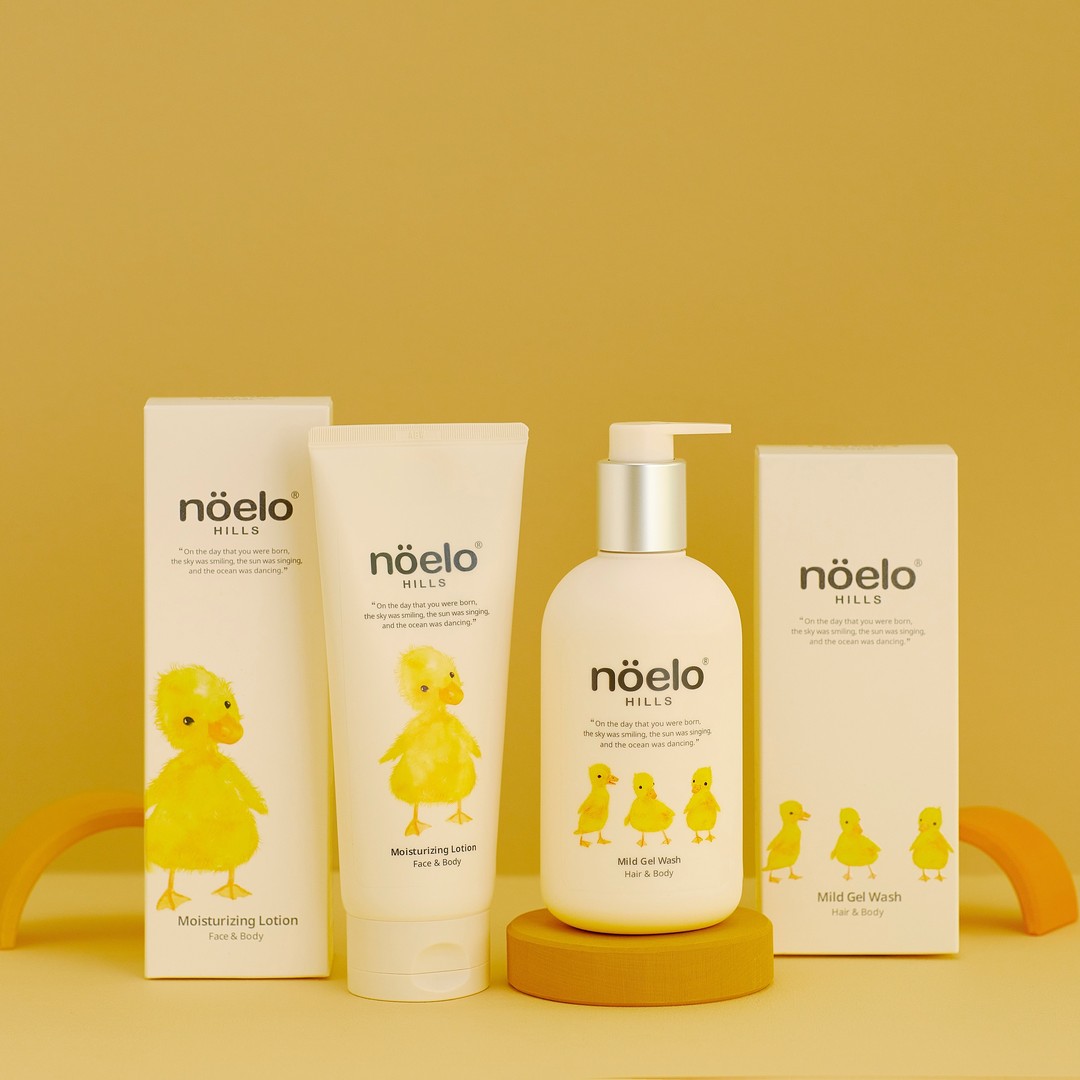 nöelo®
HILLS
“On the day that you were born,
the sky was smiling, the sun was singing,
and the ocean was dancing.”
Moisturizing Lotion
Face & Body
nöelo®
HILLS
“On the day that you were born,
the sky was smiling, the sun was singing,
and the ocean was dancing.”
Moisturizing Lotion
Face & Body
nöelo®
HILLS
“On the day that you were born,
the sky was smiling, the sun was singing,
and the ocean was dancing.”
Mild Gel Wash
Hair & Body
nöelo®
HILLS
“On the day that you were born,
the sky was smiling, the sun was singing,
and the ocean was dancing.”
Mild Gel Wash
Hair & Body